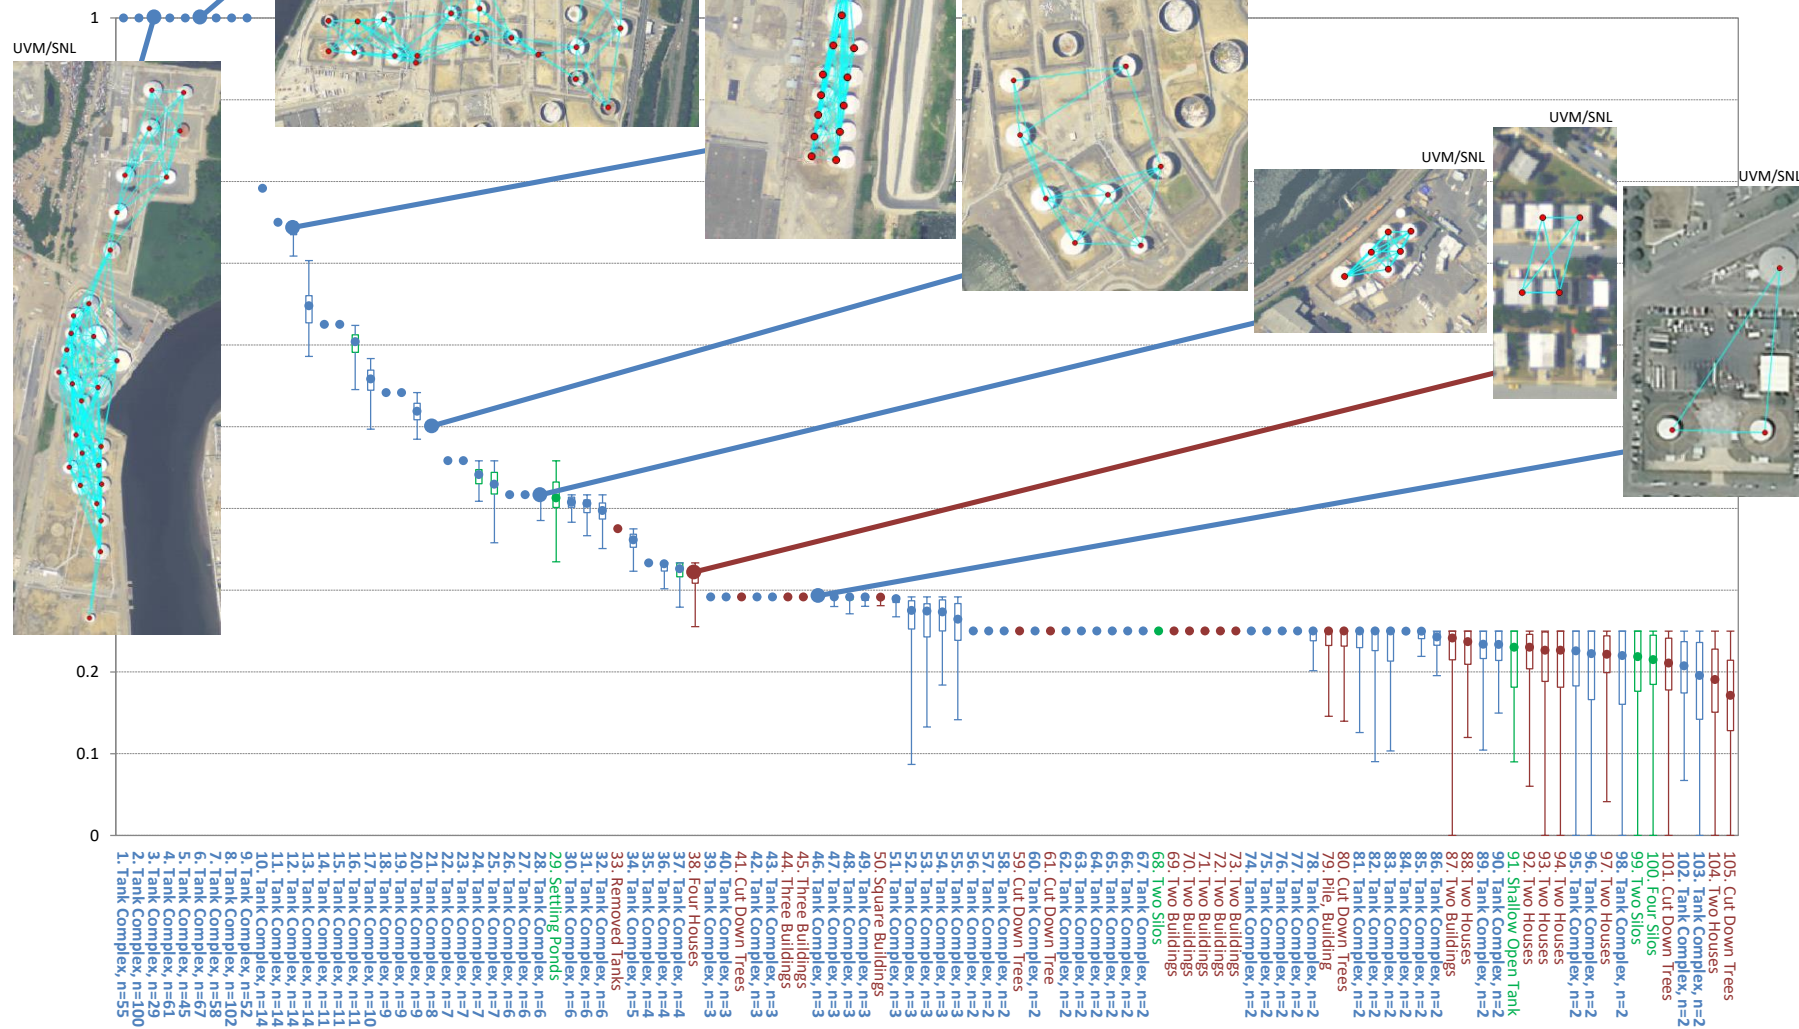 1
UVM/SNL
UVM/SNL
UVM/SNL
UVM/SNL
0.2
0.1
0
1. Tank Complex, n=55
2. Tank Complex, n=100
3. Tank Complex, n=29
4. Tank Complex, n=61
5. Tank Complex, n=45
6. Tank Complex, n=67
7. Tank Complex, n=58
8. Tank Complex, n=102
9. Tank Complex, n=52
10. Tank Complex, n=14
11. Tank Complex, n=14
12. Tank Complex, n=14
13. Tank Complex, n=14
14. Tank Complex, n=11
15. Tank Complex, n=11
16. Tank Complex, n=11
17. Tank Complex, n=10
18. Tank Complex, n=9
19. Tank Complex, n=9
20. Tank Complex, n=9
21. Tank Complex, n=8
22. Tank Complex, n=7
23. Tank Complex, n=7
24. Tank Complex, n=7
25. Tank Complex, n=7
26. Tank Complex, n=6
27. Tank Complex, n=6
28. Tank Complex, n=6
29. Settling Ponds
30. Tank Complex, n=6
31. Tank Complex, n=6
32. Tank Complex, n=6
33. Removed Tanks
34. Tank Complex, n=5
35. Tank Complex, n=4
36. Tank Complex, n=4
37. Tank Complex, n=4
38. Four Houses
39. Tank Complex, n=3
40. Tank Complex, n=3
41. Cut Down Trees
42. Tank Complex, n=3
43. Tank Complex, n=3
44. Three Buildings
45. Three Buildings
46. Tank Complex, n=3
47. Tank Complex, n=3
48. Tank Complex, n=3
49. Tank Complex, n=3
50. Square Buildings
51. Tank Complex, n=3
52. Tank Complex, n=3
53. Tank Complex, n=3
54. Tank Complex, n=3
55. Tank Complex, n=3
56. Tank Complex, n=2
57. Tank Complex, n=2
58. Tank Complex, n=2
59. Cut Down Trees
60. Tank Complex, n=2
61. Cut Down Tree
62. Tank Complex, n=2
63. Tank Complex, n=2
64. Tank Complex, n=2
65. Tank Complex, n=2
66. Tank Complex, n=2
67. Tank Complex, n=2
68. Two Silos
69. Two Buildings
70. Two Buildings
71. Two Buildings
72. Two Buildings
73. Two Buildings
74. Tank Complex, n=2
75. Tank Complex, n=2
76. Tank Complex, n=2
77. Tank Complex, n=2
78. Tank Complex, n=2
79. Pile, Building
80. Cut Down Trees
81. Tank Complex, n=2
82. Tank Complex, n=2
83. Tank Complex, n=2
84. Tank Complex, n=2
85. Tank Complex, n=2
86. Tank Complex, n=2
87. Two Buildings
88. Two Houses
89. Tank Complex, n=2
90. Tank Complex, n=2
91. Shallow Open Tank
92. Two Houses
93. Two Houses
94. Two Houses
95. Tank Complex, n=2
96. Tank Complex, n=2
97. Two Houses
98. Tank Complex, n=2
99. Two Silos
100. Four Silos
101. Cut Down Trees
102. Tank Complex, n=2
103. Tank Complex, n=2
104. Two Houses
105. Cut Down Trees